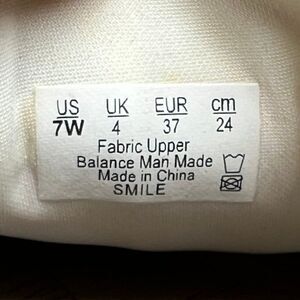 US UK EUR cm
7W 4 37 24
Fabric Upper
Balance Man Made
Made in China
SMILE